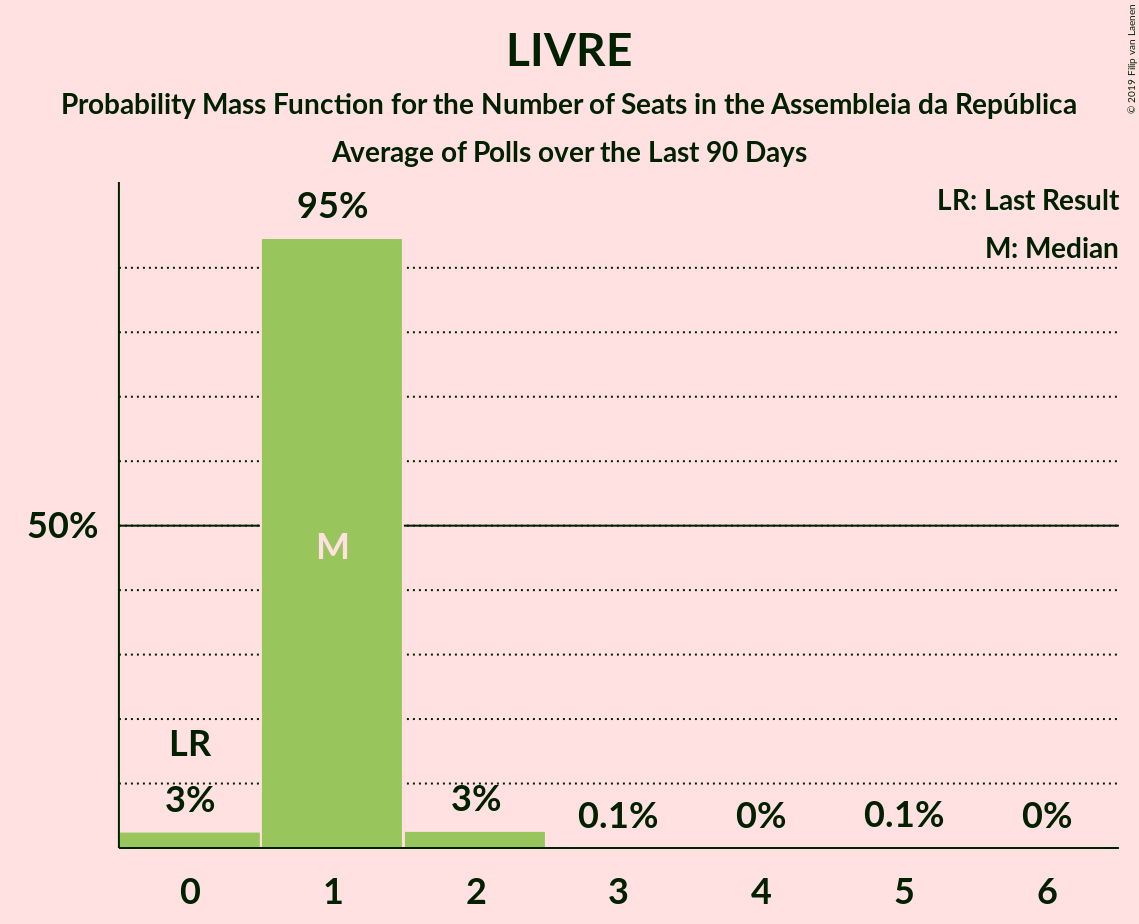 LIVRE
Probability Mass Function for the Number of Seats in the Assembleia da República
Average of Polls over the Last 90 Days
© 2019 Filip van Laenen
LR: Last Result
M: Median
95%
50%
M
LR
3%
3%
0.1%
0%
0.1%
0%
0 1 2 3 4 5 6